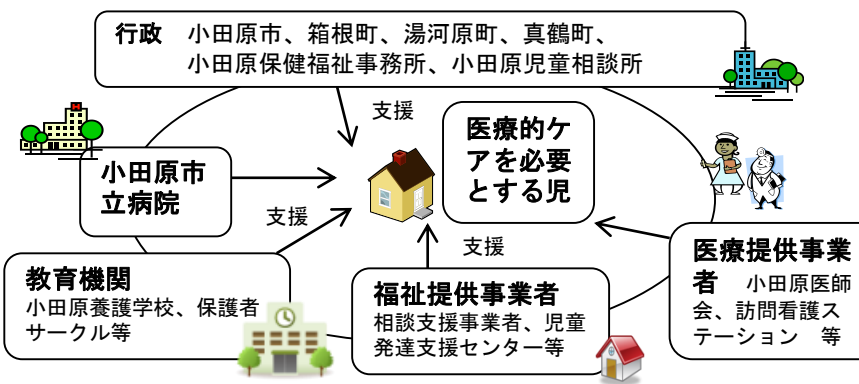 行政 小田原市、箱根町、湯河原町、真鶴町、
小田原保健福祉事務所、小田原児童相談所
支援
医療的ケ
アを必要
とする児
小田原市
立病院
支援
支援
教育機関
小田原養護学校、保護者
サークル等
福祉提供事業者
相談支援事業者、児童
発達支援センター等
医療提供事業
者 小田原医師
会、訪問看護ス
テーション 等
H